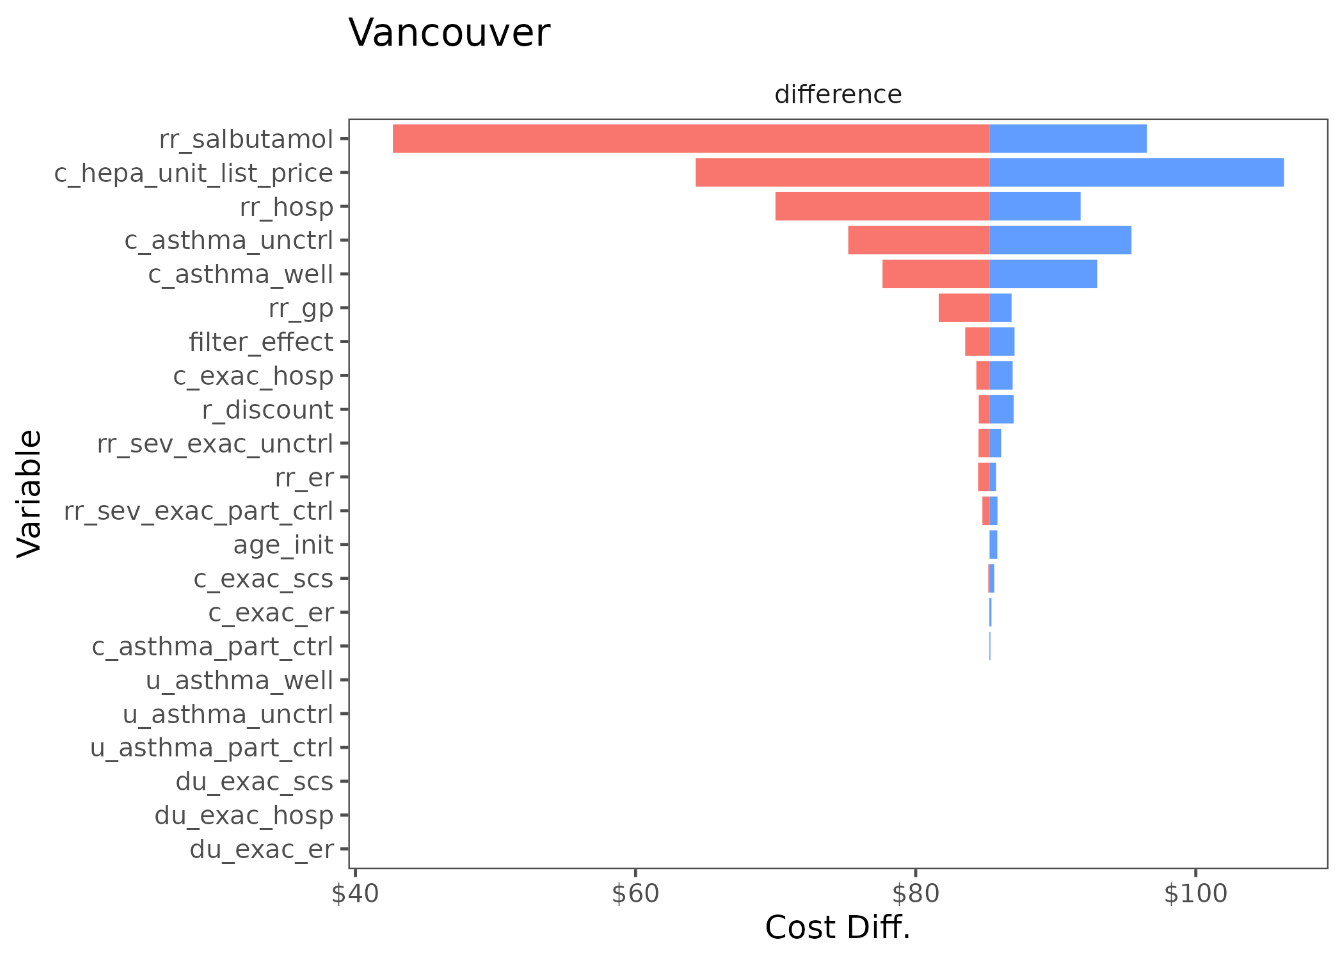 Vancouver
difference
rr_salbutamol
c_hepa_unit_list_price
rr_hosp
c_asthma_unctrl
c_asthma_well
rr_gp
filter_effect
c_exac_hosp
r_discount
rr_sev_exac_unctrl
rr_er
rr_sev_exac_part_ctrl
age_init
c_exac_scs
c_exac_er
c_asthma_part_ctrl
u_asthma_well
u_asthma_unctrl
u_asthma_part_ctrl
du_exac_scs
du_exac_hosp
du_exac_er
Variable
$40 $60 $80 $100
Cost Diff.